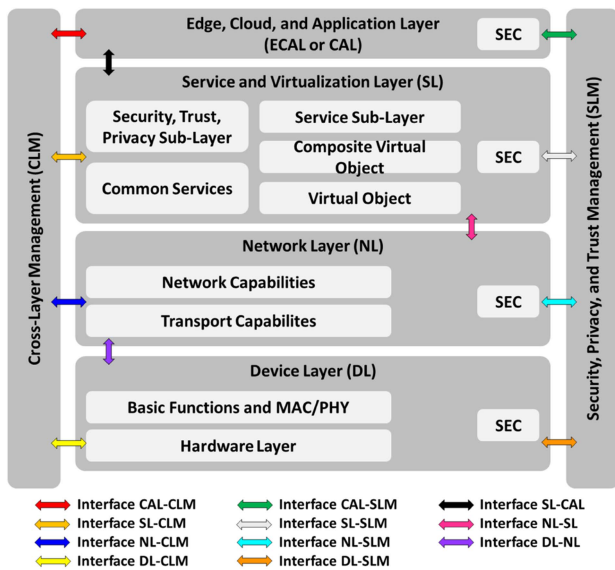 Edge, Cloud, and Application Layer
(ECAL or CAL)
SEC
Service and Virtualization Layer (SL)
Security, Trust,
Privacy Sub-Layer
Common Services
Service Sub-Layer
Composite Virtual
Object
Virtual Object
SEC
Network Layer (NL)
Network Capabilities
Transport Capabilites
SEC
Device Layer (DL)
Basic Functions and MAC/PHY
Hardware Layer
SEC
Cross-Layer Management (CLM)
Security, Privacy, and Trust Management (SLM)
Interface CAL-CLM
Interface SL-CLM
Interface NL-CLM
Interface DL-CLM
Interface CAL-SLM
Interface SL-SLM
Interface NL-SLM
Interface DL-SLM
Interface SL-CAL
Interface NL-SL
Interface DL-NL